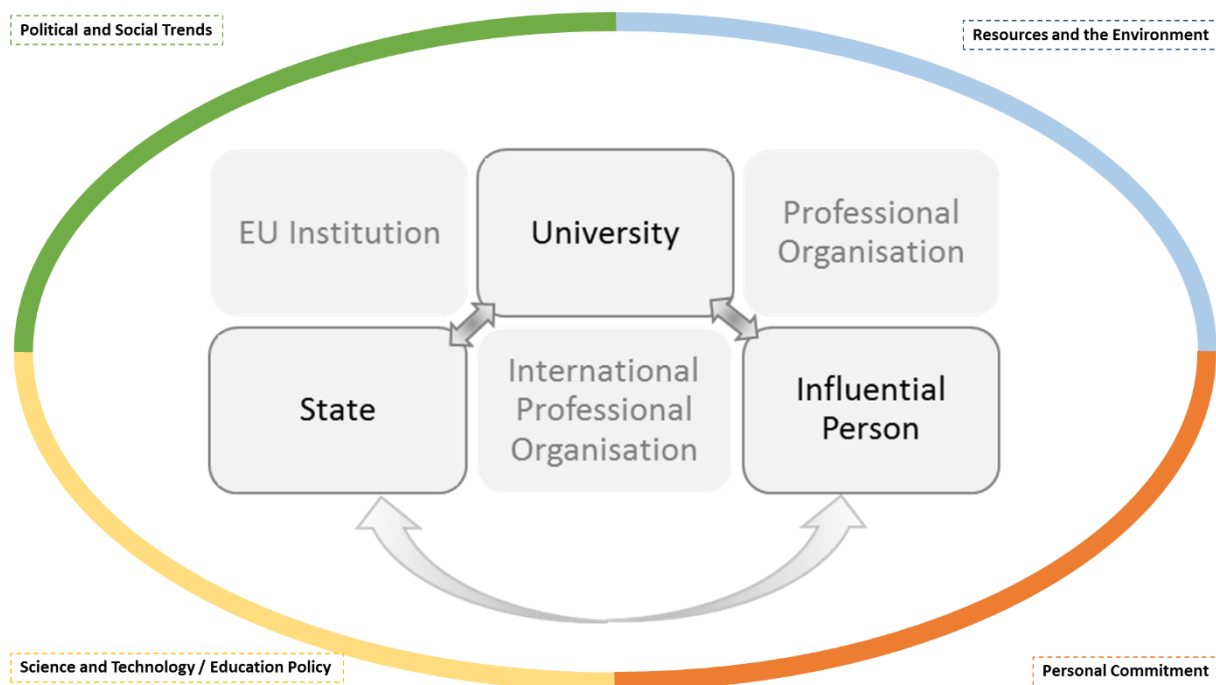 Political and Social Trends
Resources and the Environment
EU Institution
University
Professional
Organisation
State
International
Professional
Organisation
Influential
Person
Science and Technology / Education Policy
Personal Commitment